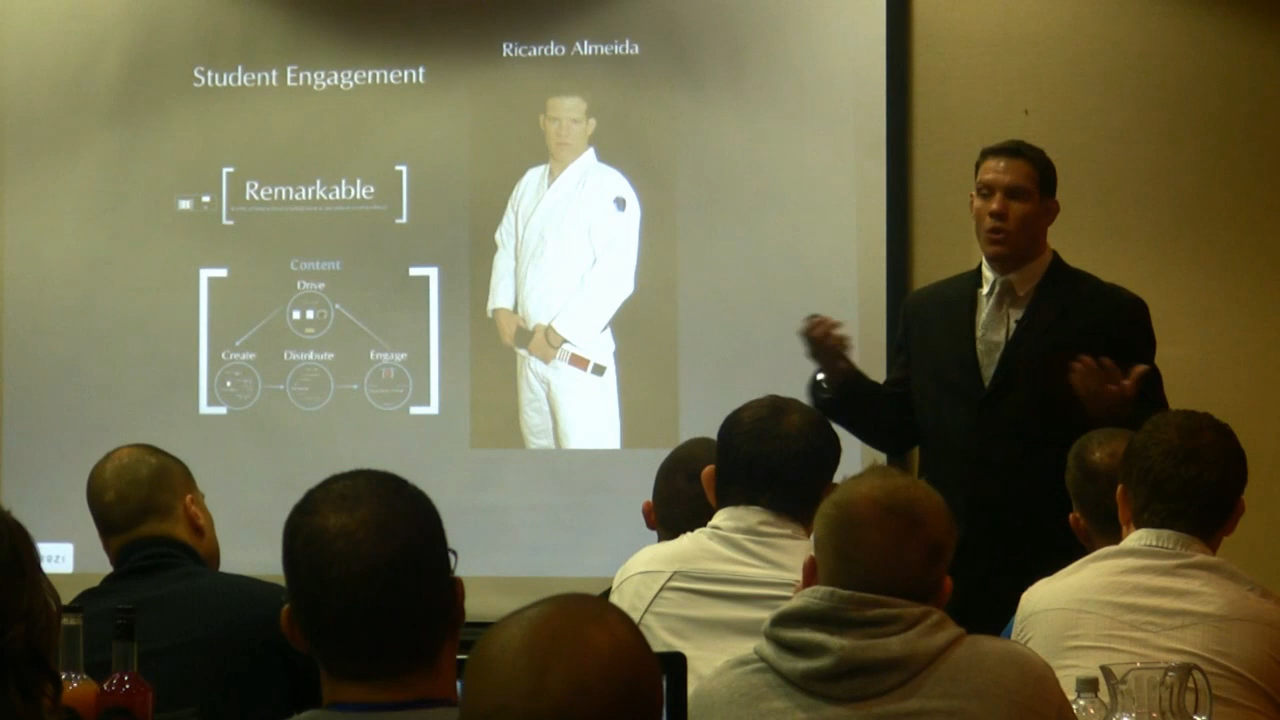 Ricardo Almeida
Student Engagement
Remarkable
Content
Drive
Create
Distribute
Engage